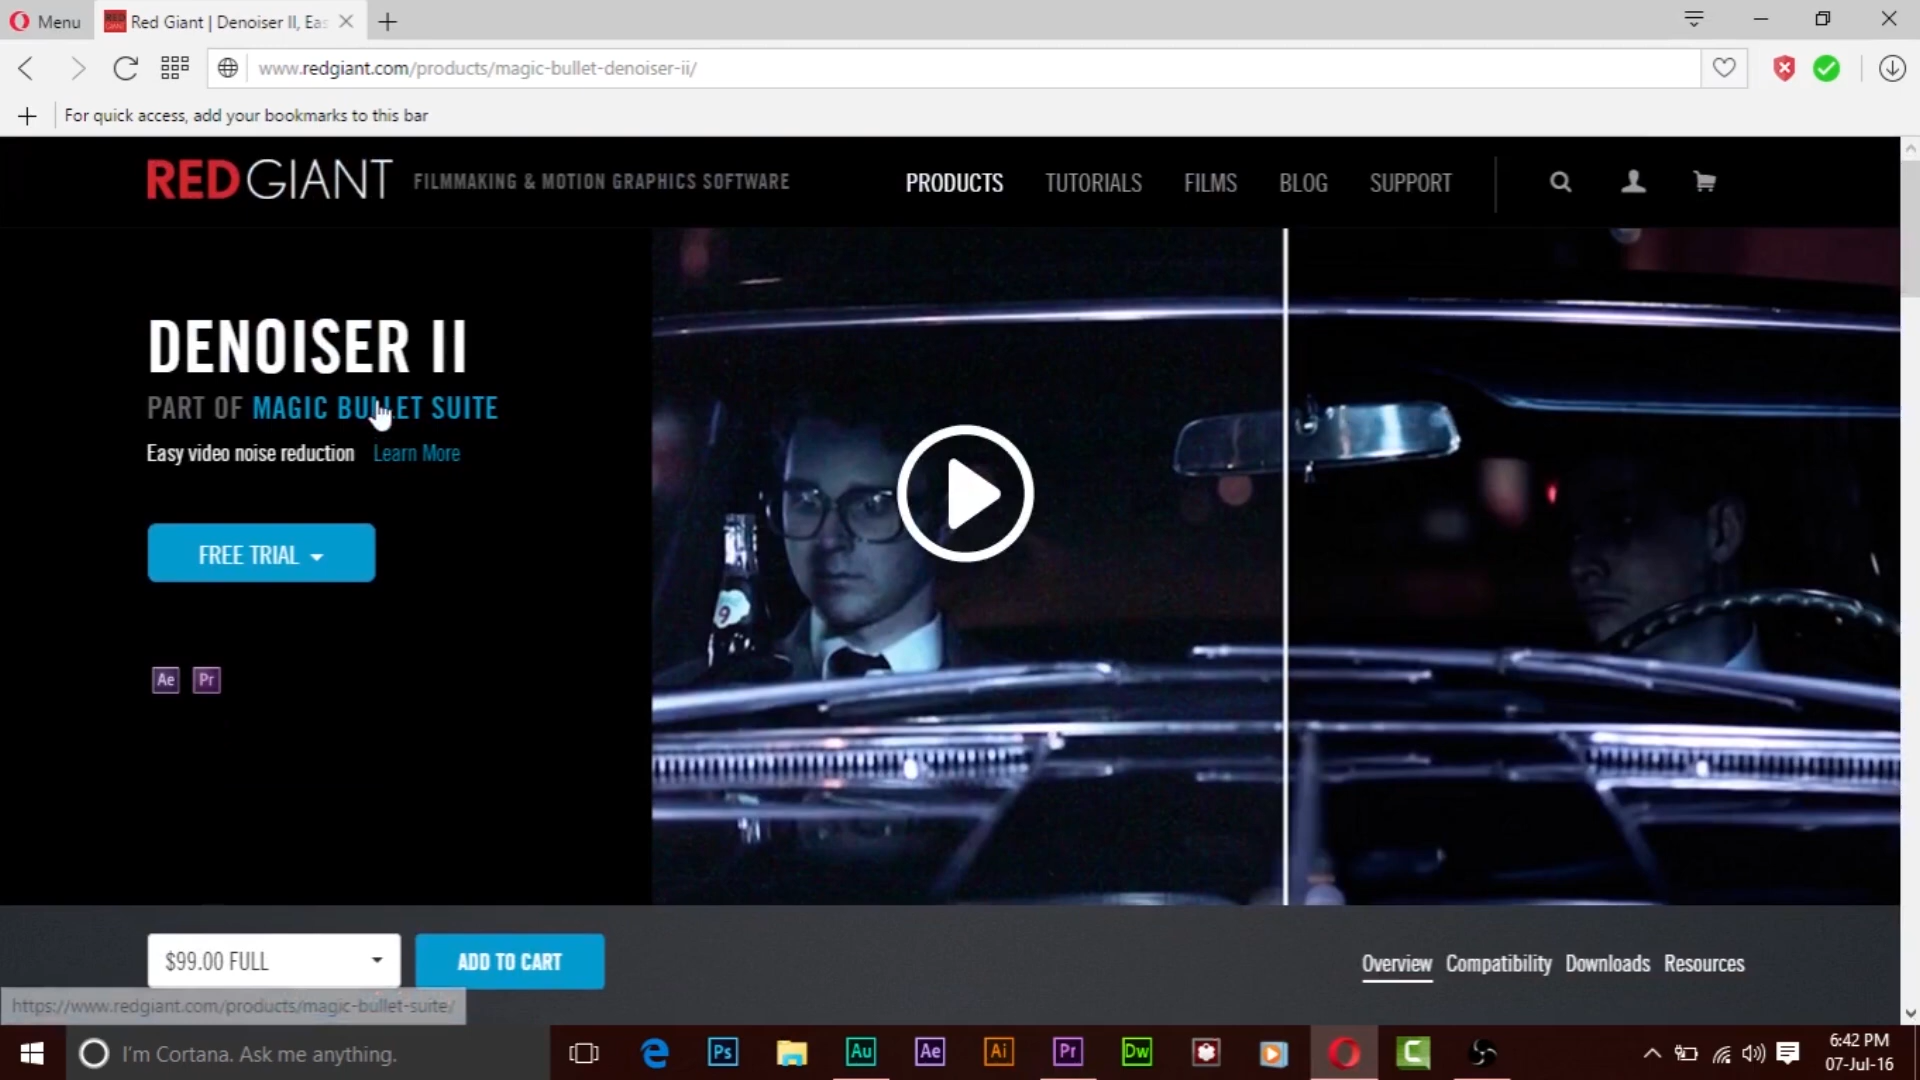 Menu
Red Giant | Denoiser II, Eas
www.redgiant.com/products/magic-bullet-denoiser-ii/
For quick access, add your bookmarks to this bar
REDGIANT FILMMAKING & MOTION GRAPHICS SOFTWARE
PRODUCTS TUTORIALS FILMS BLOG SUPPORT
DENOISER II
PART OF MAGIC BULLET SUITE
Easy video noise reduction Learn More
FREE TRIAL
9
Ae Pr
$99.00 FULL
ADD TO CART
Overview Compatibility Downloads Resources
https://www.redgiant.com/products/magic-bullet-suite/
I'm Cortana. Ask me anything.
Ps Au Ae Ai Pr Dw C
6:42 PM
07-Jul-16